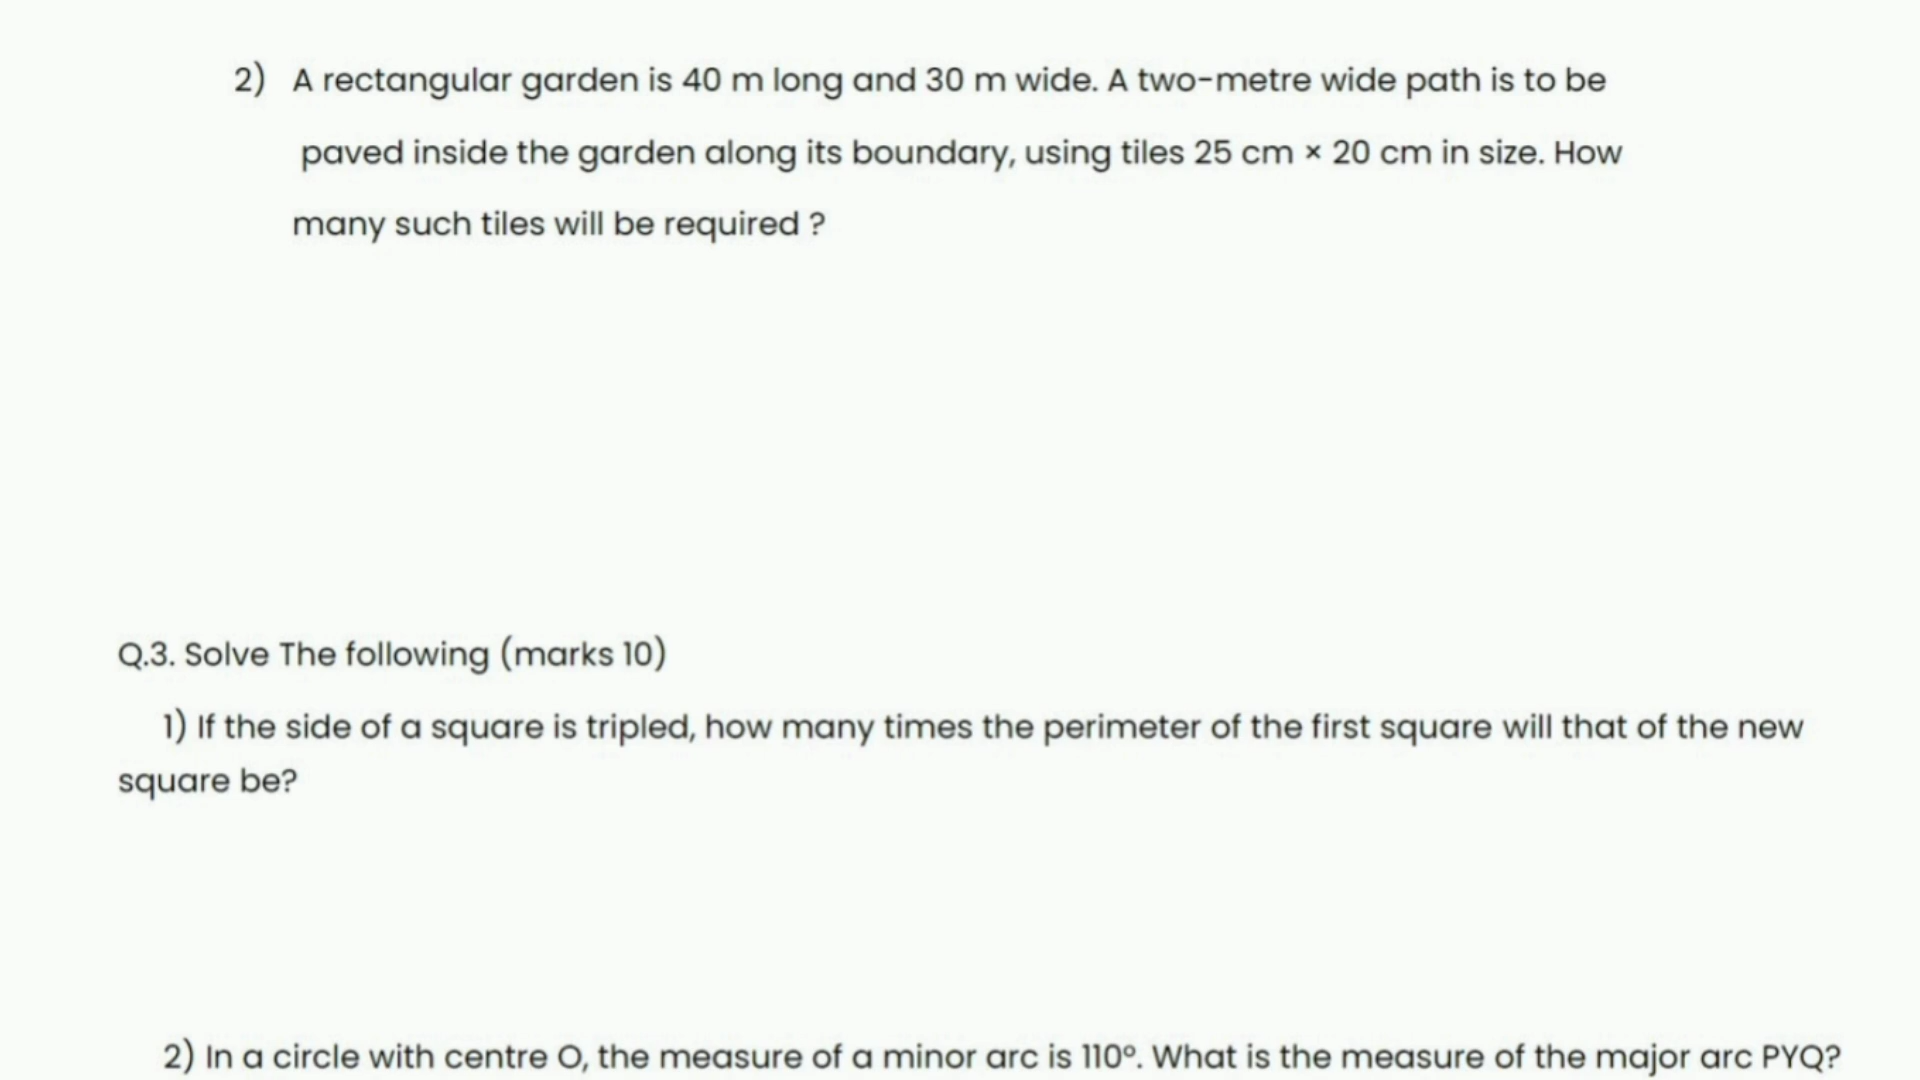 2) A rectangular garden is 40 m long and 30 m wide. A two-metre wide path is to be
paved inside the garden along its boundary, using tiles 25 cm × 20 cm in size. How
many such tiles will be required ?
Q.3. Solve The following (marks 10)
1) If the side of a square is tripled, how many times the perimeter of the first square will that of the new
square be?
2) In a circle with centre O, the measure of a minor arc is 110°. What is the measure of the major arc PYQ?